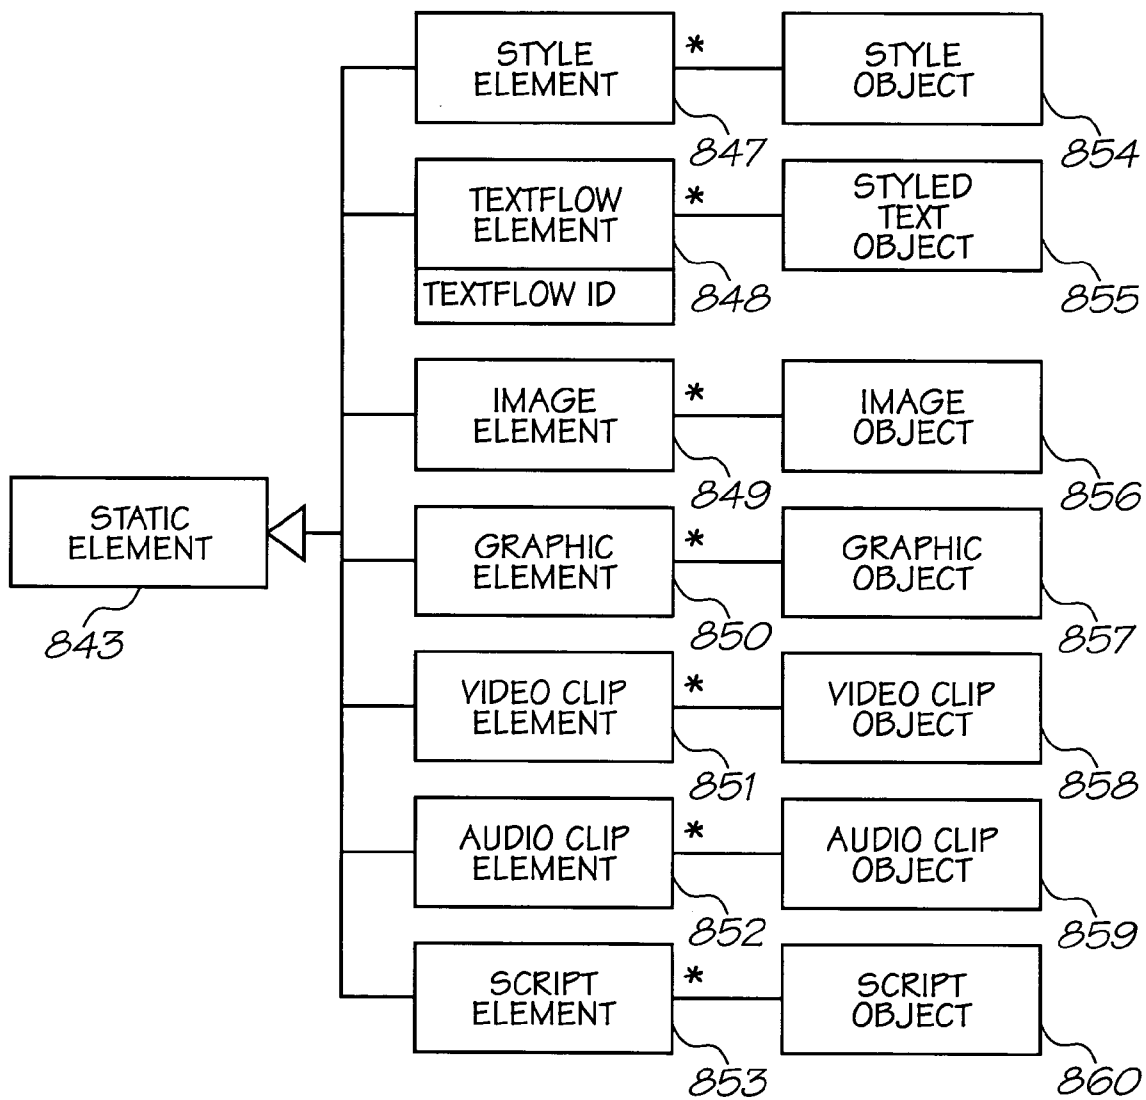 STYLE
ELEMENT
*
STYLE
OBJECT
847
854
TEXTFLOW
ELEMENT
*
STYLED
TEXT
OBJECT
TEXTFLOW ID
848
855
IMAGE
ELEMENT
*
IMAGE
OBJECT
849
856
STATIC
ELEMENT
843
GRAPHIC
ELEMENT
*
GRAPHIC
OBJECT
850
857
VIDEO CLIP
ELEMENT
*
VIDEO CLIP
OBJECT
851
858
AUDIO CLIP
ELEMENT
*
AUDIO CLIP
OBJECT
852
859
SCRIPT
ELEMENT
*
SCRIPT
OBJECT
853
860